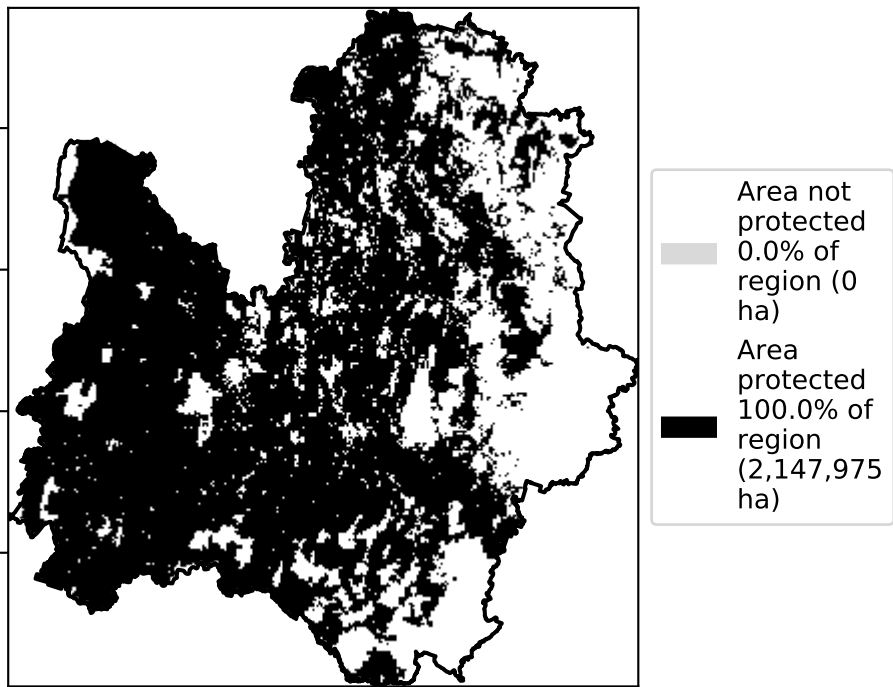 Area not
protected
0.0% of
region (0
ha)
Area
protected
100.0% of
region
(2,147,975
ha)